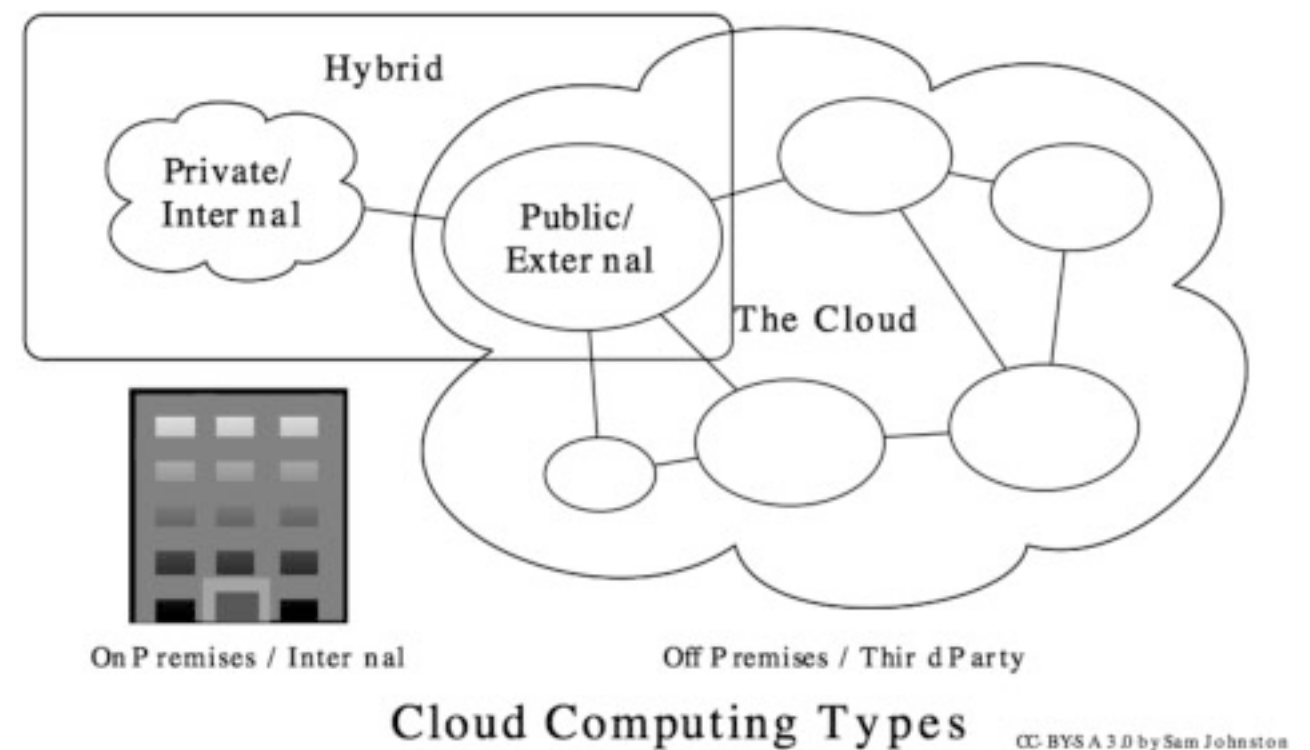 Hybrid
Private/
Internal
Public/
External
The Cloud
On Premises / Internal
Off Premises / Third Party
Cloud Computing Types
CC-BY-SA 3.0 by Sam Johnston